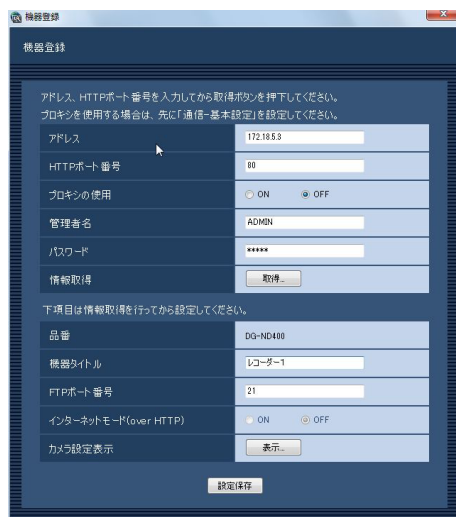 機器登録
機器登録
アドレス、HTTPポート番号を入力してから取得ボタンを押下してください。
プロキシを使用する場合は、先に「通信-基本設定」を設定してください。
アドレス 172.18.5.3
HTTPポート番号 80
プロキシの使用 ON OFF
管理者名 ADMIN
パスワード *****
情報取得 取得...
下項目は情報取得を行ってから設定してください。
品番 DG-ND400
機器タイトル レコーダー1
FTPポート番号 21
インターネットモード(over HTTP) ON OFF
カメラ設定表示 表示...
設定保存